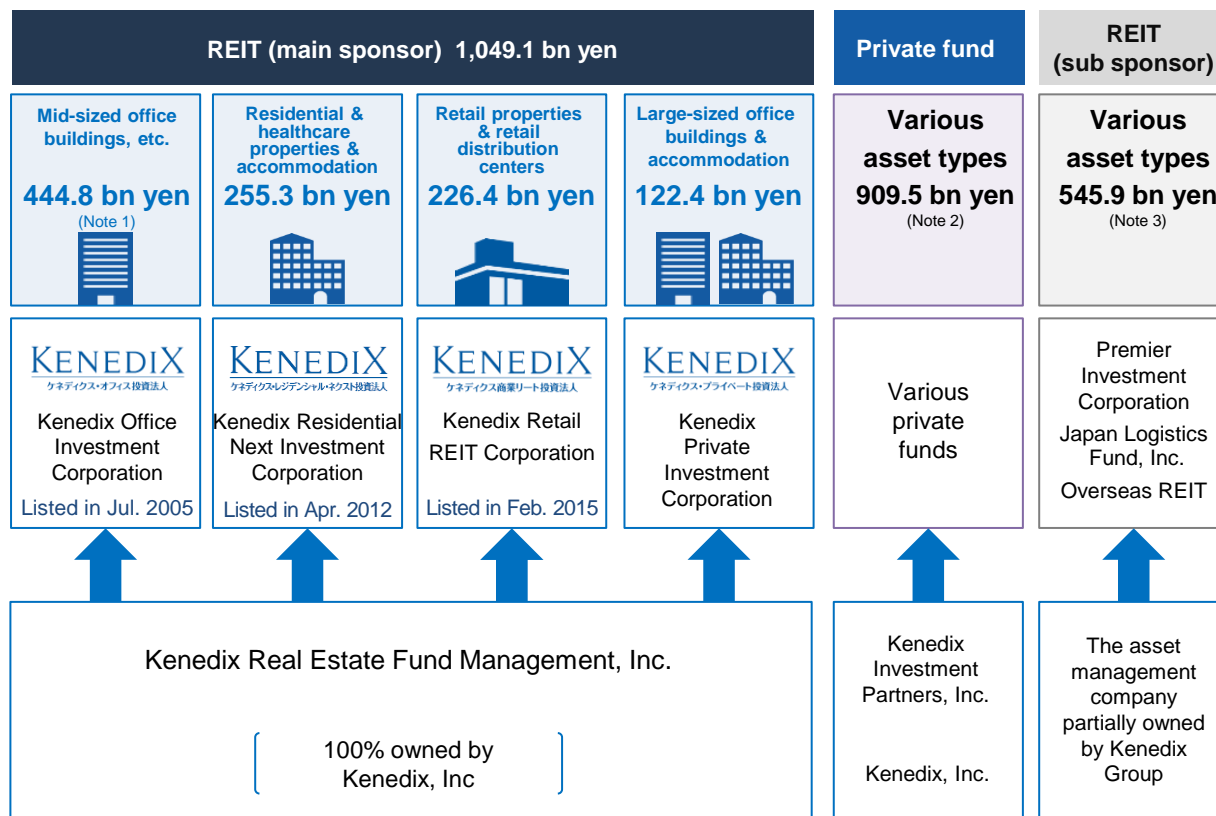 REIT (main sponsor) 1,049.1 bn yen
Private fund
REIT
(sub sponsor)
Mid-sized office
buildings, etc.
444.8 bn yen
(Note 1)
Residential &
healthcare
properties &
accommodation
255.3 bn yen
Retail properties
& retail
distribution
centers
226.4 bn yen
Large-sized office
buildings &
accommodation
122.4 bn yen
Various
asset types
909.5 bn yen
(Note 2)
Various
asset types
545.9 bn yen
(Note 3)
KENEDIX
ケネディクス・オフィス投資法人
Kenedix Office
Investment
Corporation
Listed in Jul. 2005
KENEDIX
ケネディクス・レジデンシャル・ネクスト投資法人
Kenedix Residential
Next Investment
Corporation
Listed in Apr. 2012
KENEDIX
ケネディクス商業リート投資法人
Kenedix Retail
REIT Corporation
Listed in Feb. 2015
KENEDIX
ケネディクス・プライベート投資法人
Kenedix
Private
Investment
Corporation
Various
private
funds
Premier
Investment
Corporation
Japan Logistics
Fund, Inc.
Overseas REIT
Kenedix Real Estate Fund Management, Inc.
100% owned by
Kenedix, Inc
Kenedix
Investment
Partners, Inc.
Kenedix, Inc.
The asset
management
company
partially owned
by Kenedix
Group